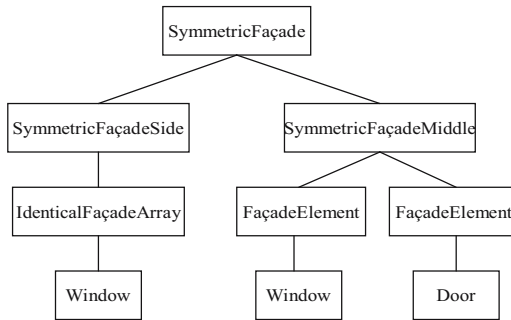 SymmetricFaçade
SymmetricFaçadeSide
SymmetricFaçadeMiddle
IdenticalFaçadeArray
FaçadeElement
FaçadeElement
Window
Window
Door